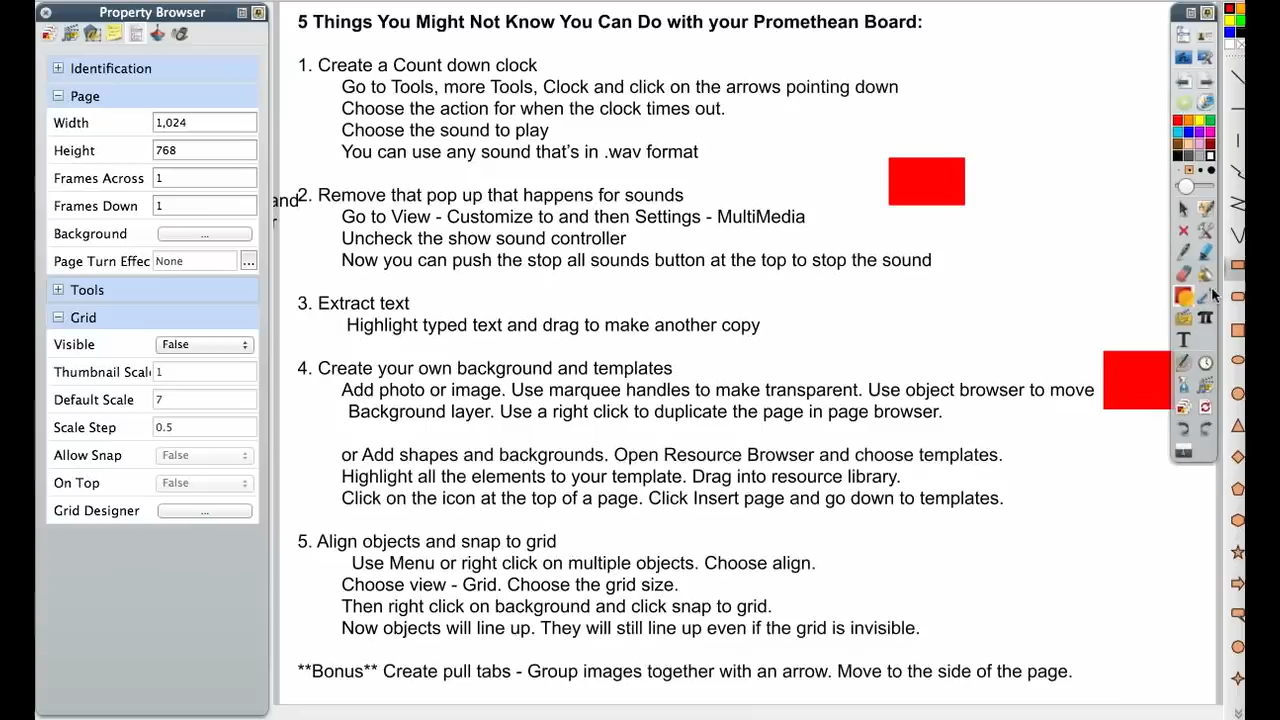 Property Browser
Identification
Page
Width 1,024
Height 768
Frames Across 1
Frames Down 1
Background ...
Page Turn Effec None ...
Tools
Grid
Visible False
Thumbnail Scal 1
Default Scale 7
Scale Step 0.5
Allow Snap False
On Top False
Grid Designer ...
and
r
5 Things You Might Not Know You Can Do with your Promethean Board:
1. Create a Count down clock
Go to Tools, more Tools, Clock and click on the arrows pointing down
Choose the action for when the clock times out.
Choose the sound to play
You can use any sound that's in .wav format
2. Remove that pop up that happens for sounds
Go to View - Customize to and then Settings - MultiMedia
Uncheck the show sound controller
Now you can push the stop all sounds button at the top to stop the sound
3. Extract text
Highlight typed text and drag to make another copy
4. Create your own background and templates
Add photo or image. Use marquee handles to make transparent. Use object browser to move
Background layer. Use a right click to duplicate the page in page browser.
or Add shapes and backgrounds. Open Resource Browser and choose templates.
Highlight all the elements to your template. Drag into resource library.
Click on the icon at the top of a page. Click Insert page and go down to templates.
5. Align objects and snap to grid
Use Menu or right click on multiple objects. Choose align.
Choose view - Grid. Choose the grid size.
Then right click on background and click snap to grid.
Now objects will line up. They will still line up even if the grid is invisible.
**Bonus** Create pull tabs - Group images together with an arrow. Move to the side of the page.
T